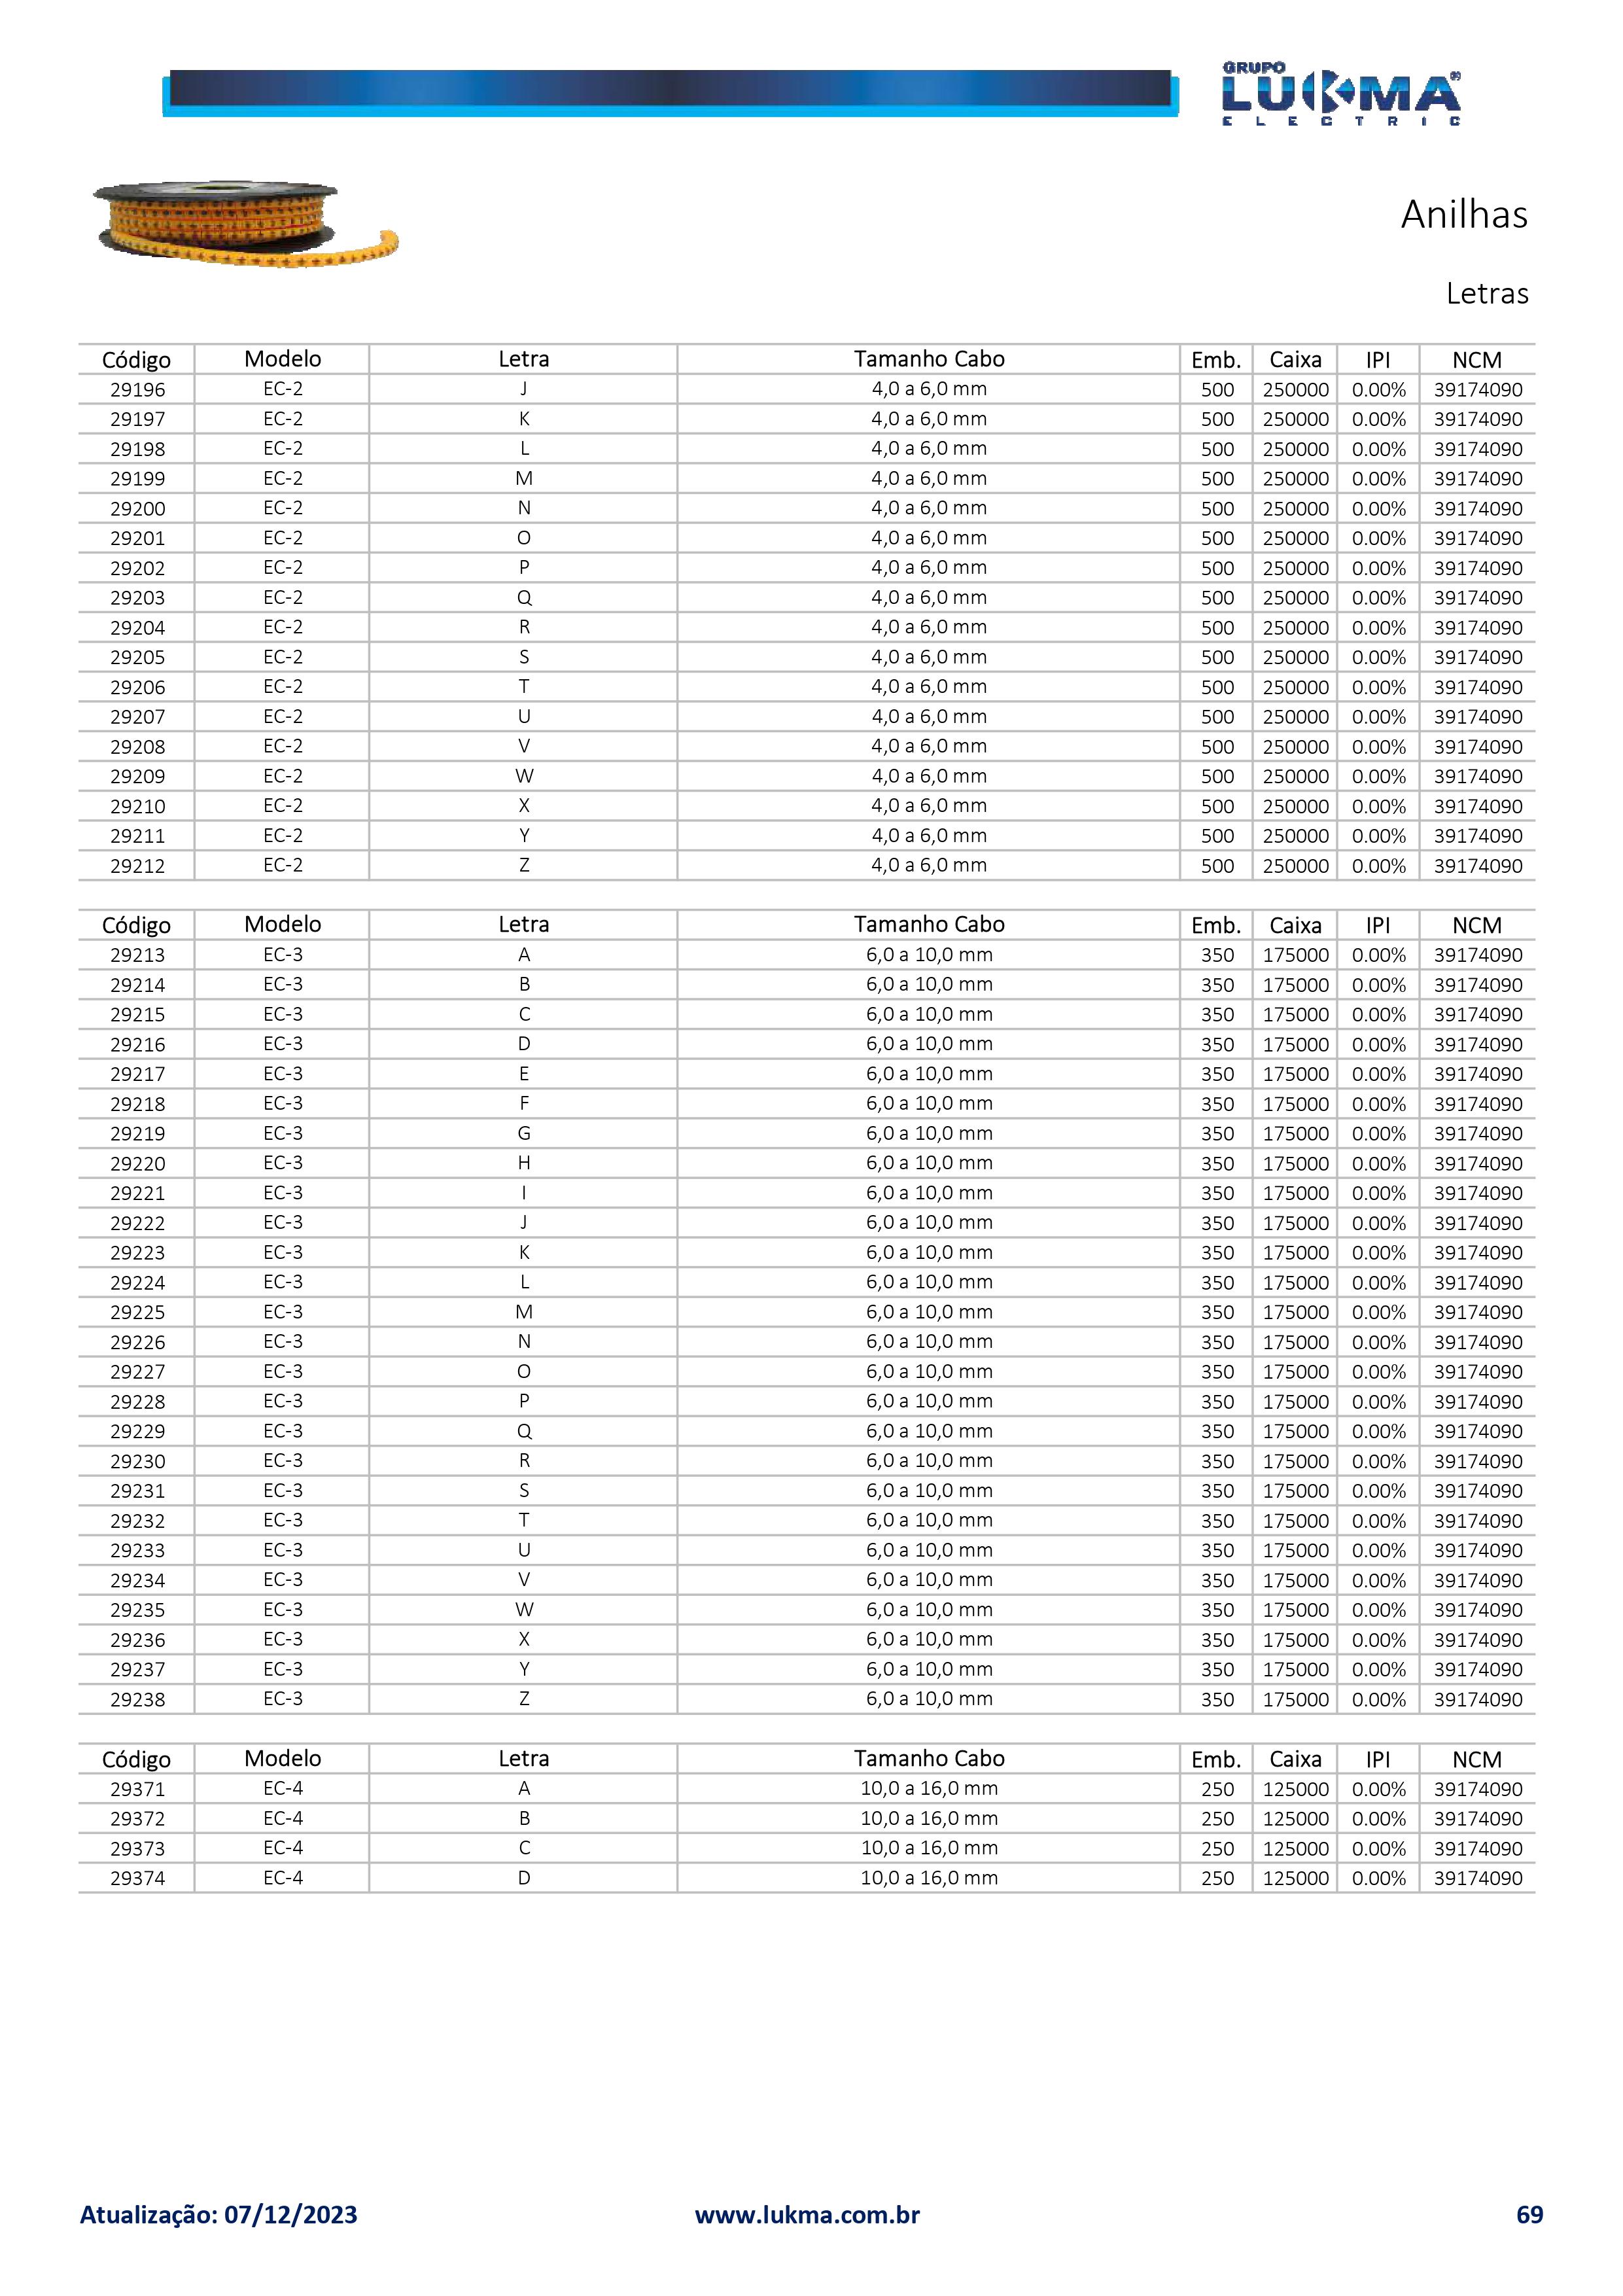 GRUPO
LUKMA®
ELECTRIC
Anilhas
Letras
Código Modelo Letra Tamanho Cabo Emb. Caixa IPI NCM
29196 EC-2 J 4,0 a 6,0 mm 500 250000 0.00% 39174090
29197 EC-2 K 4,0 a 6,0 mm 500 250000 0.00% 39174090
29198 EC-2 L 4,0 a 6,0 mm 500 250000 0.00% 39174090
29199 EC-2 M 4,0 a 6,0 mm 500 250000 0.00% 39174090
29200 EC-2 N 4,0 a 6,0 mm 500 250000 0.00% 39174090
29201 EC-2 O 4,0 a 6,0 mm 500 250000 0.00% 39174090
29202 EC-2 P 4,0 a 6,0 mm 500 250000 0.00% 39174090
29203 EC-2 Q 4,0 a 6,0 mm 500 250000 0.00% 39174090
29204 EC-2 R 4,0 a 6,0 mm 500 250000 0.00% 39174090
29205 EC-2 S 4,0 a 6,0 mm 500 250000 0.00% 39174090
29206 EC-2 T 4,0 a 6,0 mm 500 250000 0.00% 39174090
29207 EC-2 U 4,0 a 6,0 mm 500 250000 0.00% 39174090
29208 EC-2 V 4,0 a 6,0 mm 500 250000 0.00% 39174090
29209 EC-2 W 4,0 a 6,0 mm 500 250000 0.00% 39174090
29210 EC-2 X 4,0 a 6,0 mm 500 250000 0.00% 39174090
29211 EC-2 Y 4,0 a 6,0 mm 500 250000 0.00% 39174090
29212 EC-2 Z 4,0 a 6,0 mm 500 250000 0.00% 39174090
Código Modelo Letra Tamanho Cabo Emb. Caixa IPI NCM
29213 EC-3 A 6,0 a 10,0 mm 350 175000 0.00% 39174090
29214 EC-3 B 6,0 a 10,0 mm 350 175000 0.00% 39174090
29215 EC-3 C 6,0 a 10,0 mm 350 175000 0.00% 39174090
29216 EC-3 D 6,0 a 10,0 mm 350 175000 0.00% 39174090
29217 EC-3 E 6,0 a 10,0 mm 350 175000 0.00% 39174090
29218 EC-3 F 6,0 a 10,0 mm 350 175000 0.00% 39174090
29219 EC-3 G 6,0 a 10,0 mm 350 175000 0.00% 39174090
29220 EC-3 H 6,0 a 10,0 mm 350 175000 0.00% 39174090
29221 EC-3 I 6,0 a 10,0 mm 350 175000 0.00% 39174090
29222 EC-3 J 6,0 a 10,0 mm 350 175000 0.00% 39174090
29223 EC-3 K 6,0 a 10,0 mm 350 175000 0.00% 39174090
29224 EC-3 L 6,0 a 10,0 mm 350 175000 0.00% 39174090
29225 EC-3 M 6,0 a 10,0 mm 350 175000 0.00% 39174090
29226 EC-3 N 6,0 a 10,0 mm 350 175000 0.00% 39174090
29227 EC-3 O 6,0 a 10,0 mm 350 175000 0.00% 39174090
29228 EC-3 P 6,0 a 10,0 mm 350 175000 0.00% 39174090
29229 EC-3 Q 6,0 a 10,0 mm 350 175000 0.00% 39174090
29230 EC-3 R 6,0 a 10,0 mm 350 175000 0.00% 39174090
29231 EC-3 S 6,0 a 10,0 mm 350 175000 0.00% 39174090
29232 EC-3 T 6,0 a 10,0 mm 350 175000 0.00% 39174090
29233 EC-3 U 6,0 a 10,0 mm 350 175000 0.00% 39174090
29234 EC-3 V 6,0 a 10,0 mm 350 175000 0.00% 39174090
29235 EC-3 W 6,0 a 10,0 mm 350 175000 0.00% 39174090
29236 EC-3 X 6,0 a 10,0 mm 350 175000 0.00% 39174090
29237 EC-3 Y 6,0 a 10,0 mm 350 175000 0.00% 39174090
29238 EC-3 Z 6,0 a 10,0 mm 350 175000 0.00% 39174090
Código Modelo Letra Tamanho Cabo Emb. Caixa IPI NCM
29371 EC-4 A 10,0 a 16,0 mm 250 125000 0.00% 39174090
29372 EC-4 B 10,0 a 16,0 mm 250 125000 0.00% 39174090
29373 EC-4 C 10,0 a 16,0 mm 250 125000 0.00% 39174090
29374 EC-4 D 10,0 a 16,0 mm 250 125000 0.00% 39174090
Atualização: 07/12/2023 www.lukma.com.br 69